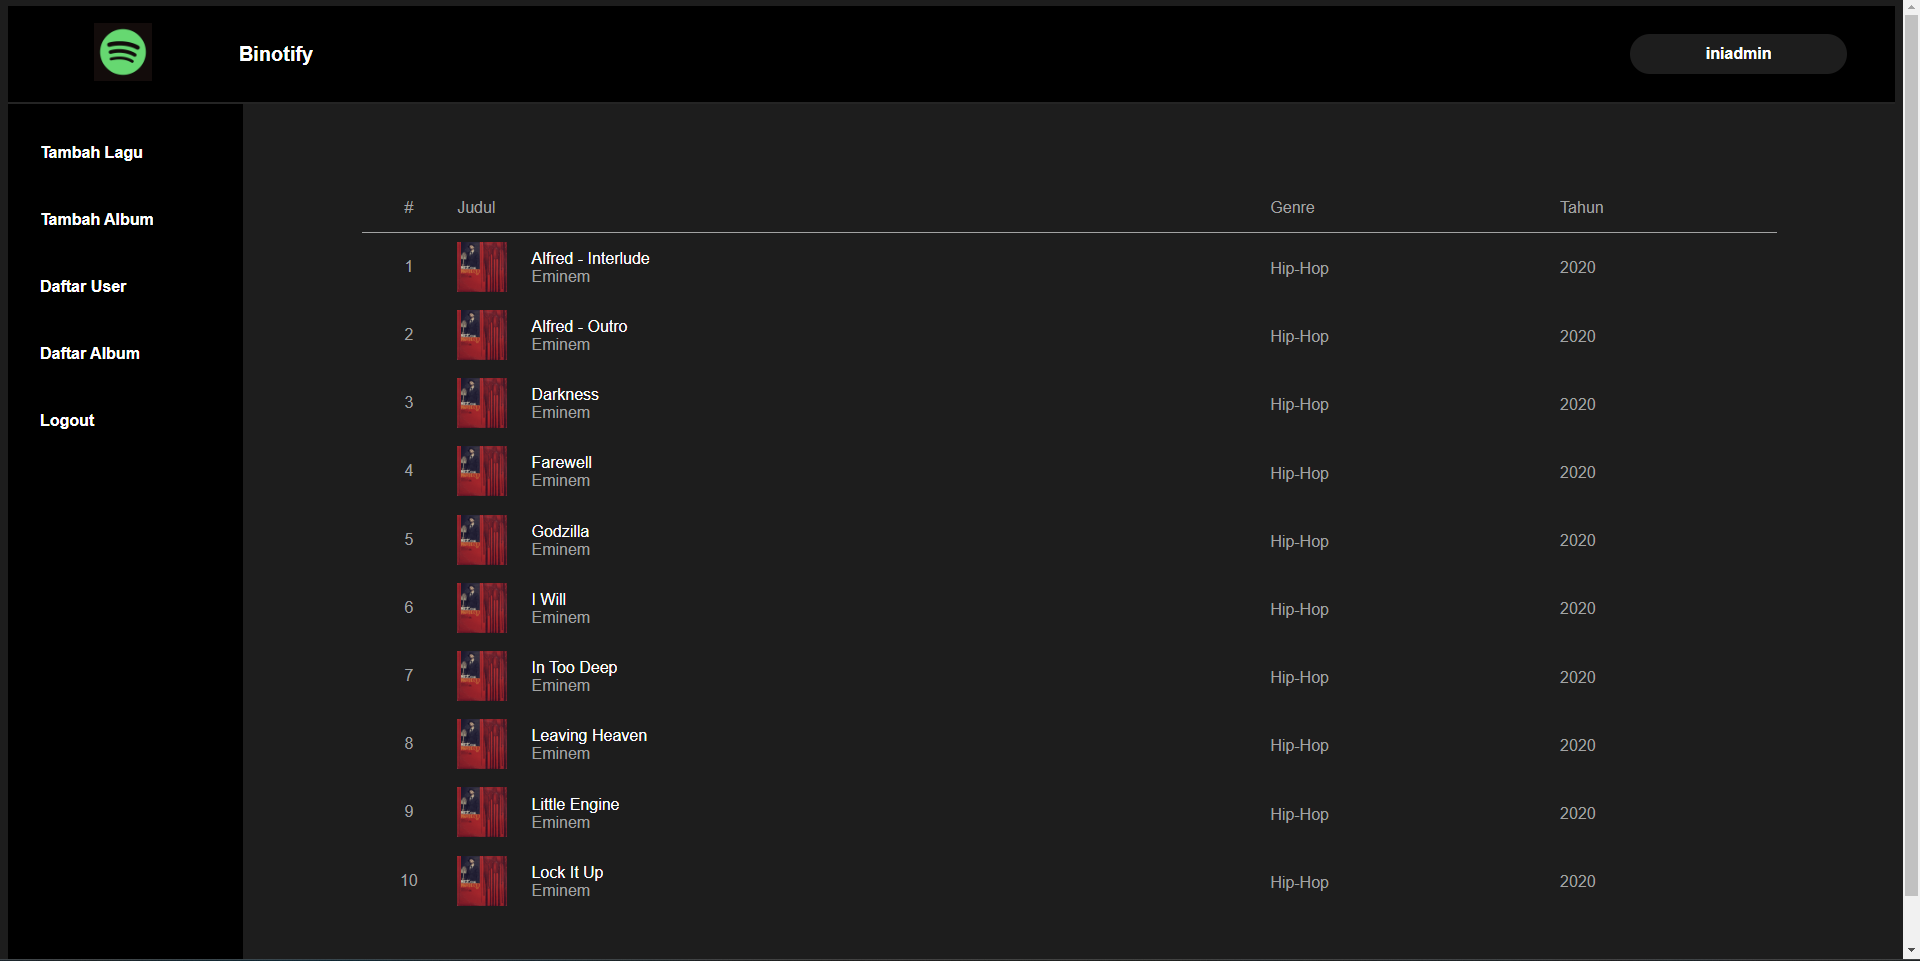 Binotify
iniadmin
Tambah Lagu
Tambah Album
Daftar User
Daftar Album
Logout
# Judul Genre Tahun
1 Alfred - Interlude Hip-Hop 2020
Eminem
2 Alfred - Outro Hip-Hop 2020
Eminem
3 Darkness Hip-Hop 2020
Eminem
4 Farewell Hip-Hop 2020
Eminem
5 Godzilla Hip-Hop 2020
Eminem
6 I Will Hip-Hop 2020
Eminem
7 In Too Deep Hip-Hop 2020
Eminem
8 Leaving Heaven Hip-Hop 2020
Eminem
9 Little Engine Hip-Hop 2020
Eminem
10 Lock It Up Hip-Hop 2020
Eminem